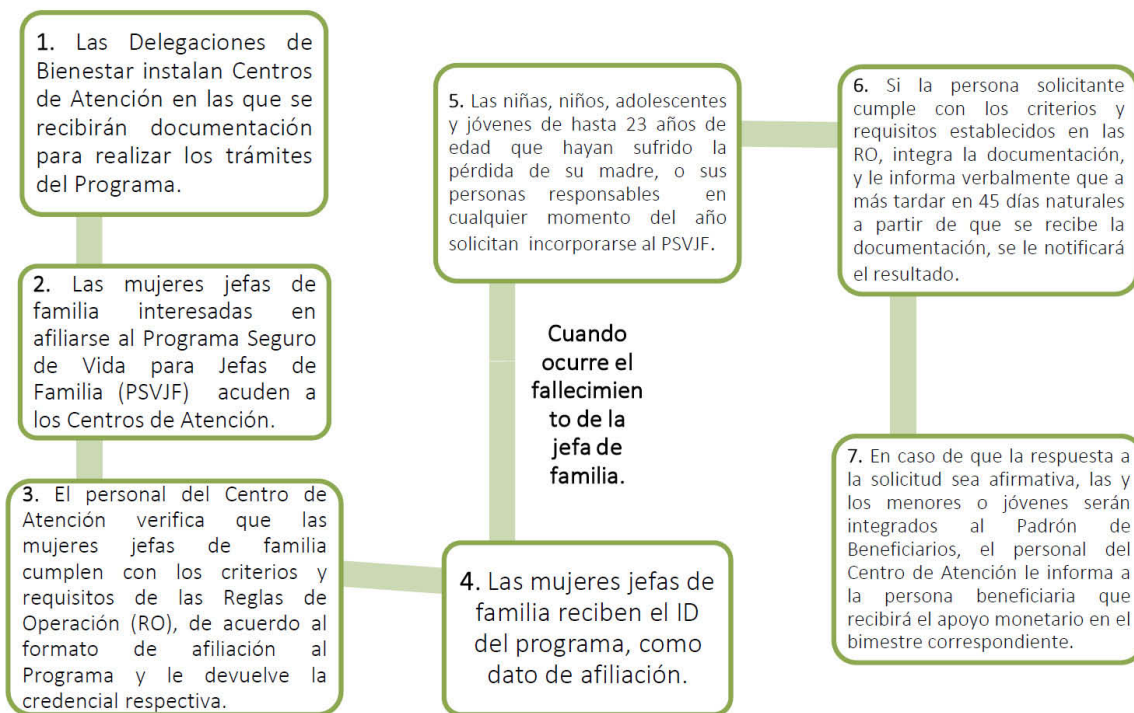 1. Las Delegaciones de
Bienestar instalan Centros
de Atención en las que se
recibirán documentación
para realizar los trámites
del Programa.
2. Las mujeres jefas de
familia interesadas en
afiliarse al Programa Seguro
de Vida para Jefas de
Familia (PSVJF) acuden a
los Centros de Atención.
3. El personal del Centro de
Atención verifica que las
mujeres jefas de familia
cumplen con los criterios y
requisitos de las Reglas de
Operación (RO), de acuerdo al
formato de afiliación al
Programa y le devuelve la
credencial respectiva.
4. Las mujeres jefas de
familia reciben el ID
del programa, como
dato de afiliación.
Cuando
ocurre el
fallecimien
to de la
jefa de
familia.
5. Las niñas, niños, adolescentes
y jóvenes de hasta 23 años de
edad que hayan sufrido la
pérdida de su madre, o sus
personas responsables en
cualquier momento del año
solicitan incorporarse al PSVJF.
6. Si la persona solicitante
cumple con los criterios y
requisitos establecidos en las
RO, integra la documentación,
y le informa verbalmente que a
más tardar en 45 días naturales
a partir de que se recibe la
documentación, se le notificará
el resultado.
7. En caso de que la respuesta a
la solicitud sea afirmativa, las y
los menores o jóvenes serán
integrados al Padrón de
Beneficiarios, el personal del
Centro de Atención le informa a
la persona beneficiaria que
recibirá el apoyo monetario en el
bimestre correspondiente.